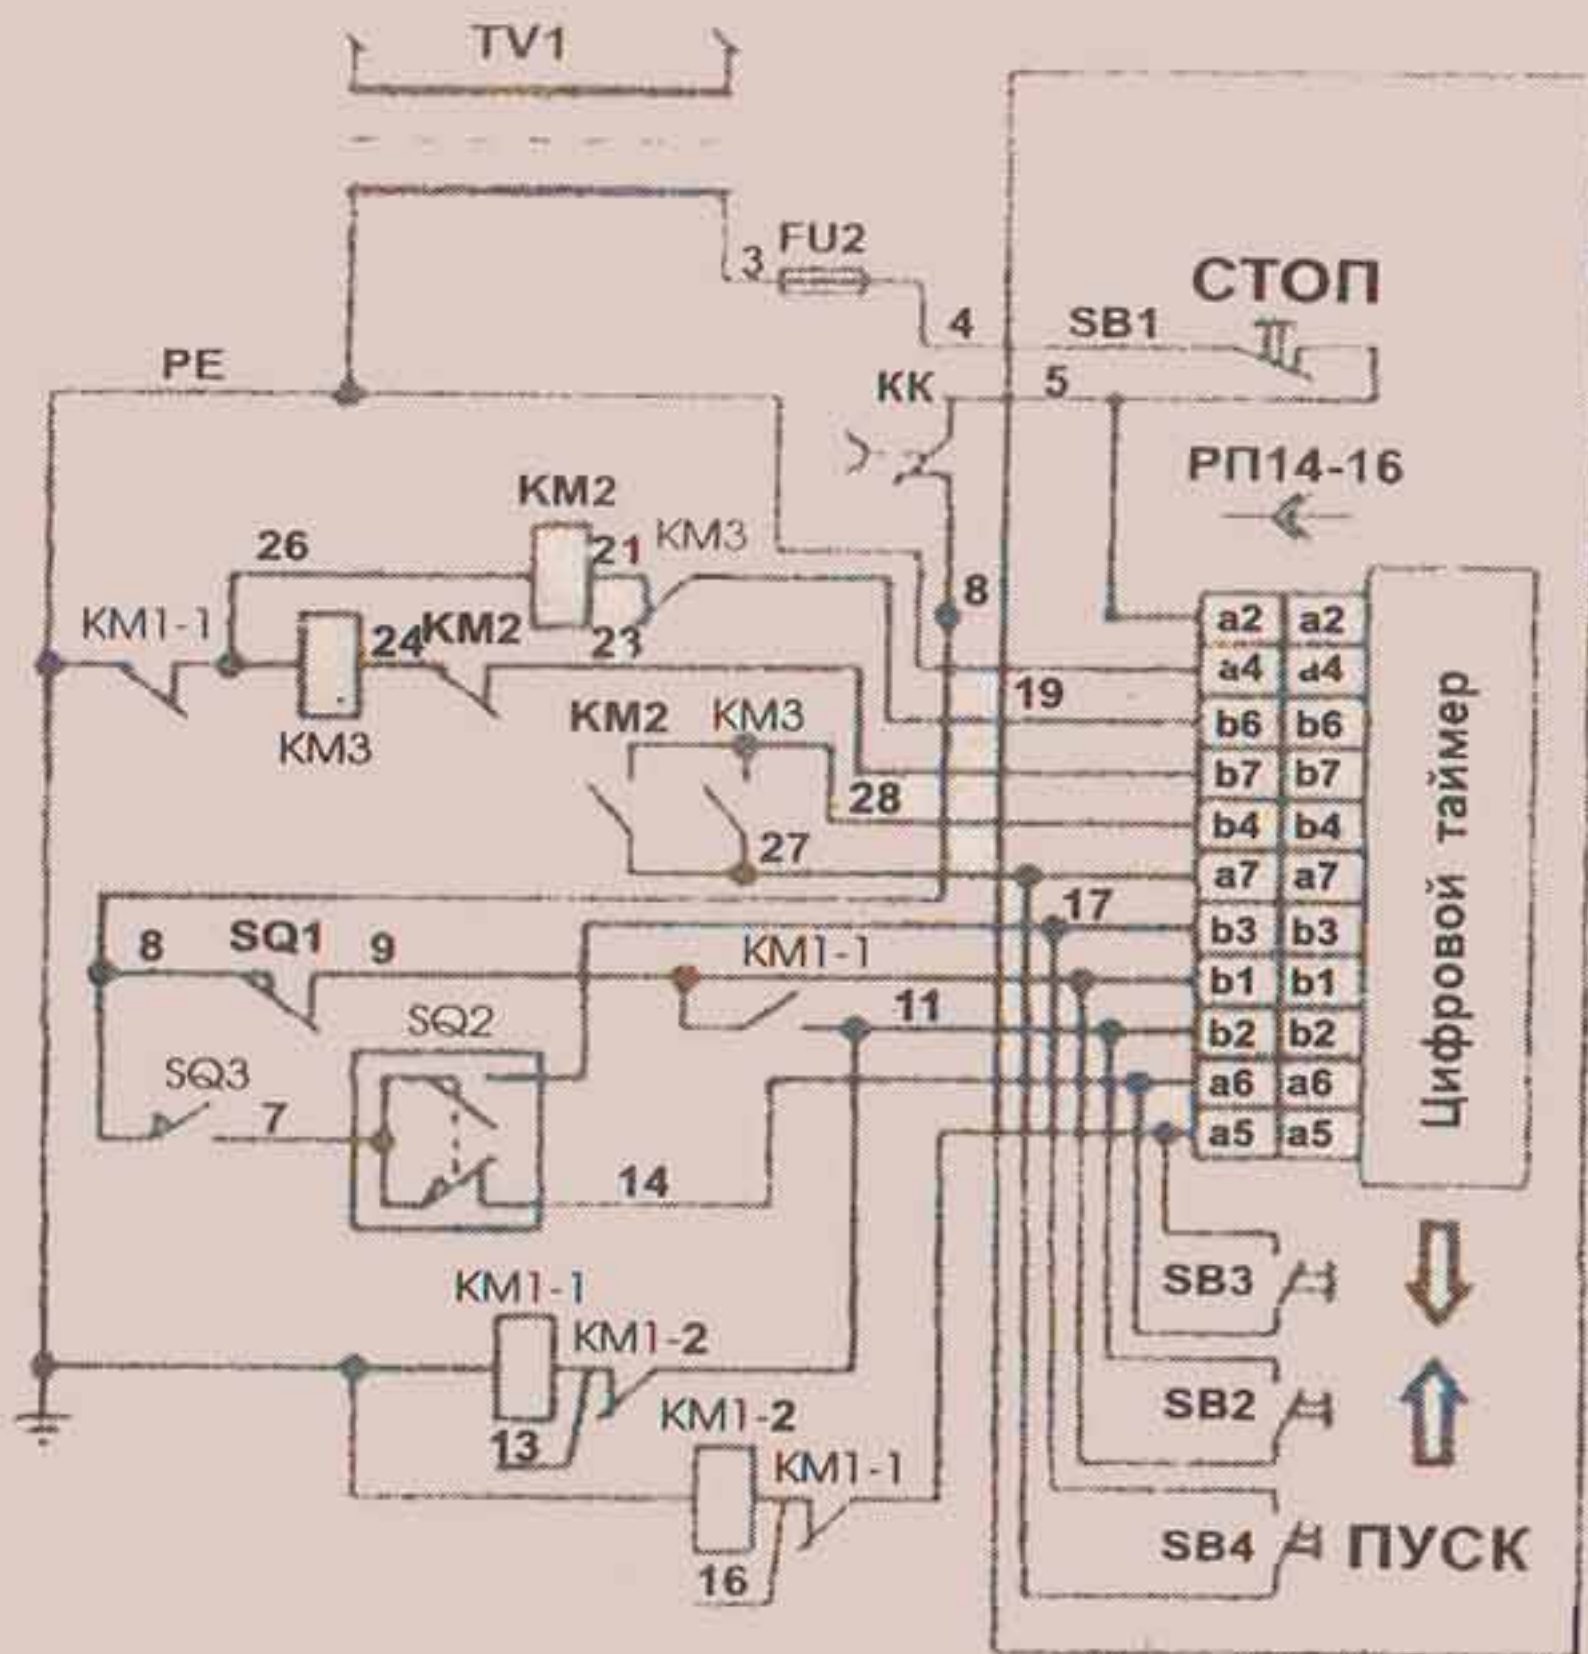 TV1
3 FU2
СТОП
4 SB1
PE
КК 5
РП14-16
KM2
26 21 KM3
8
KM1-1 24 KM2 23
a2 a2
a4 a4
19
KM2 KM3
b6 b6
KM3
b7 b7
28
b4 b4
27
a7 a7
17
8 SQ1 9 KM1-1
b3 b3
b1 b1
11
SQ2
b2 b2
SQ3
a6 a6
7
a5 a5
Цифровой таймер
14
SB3
KM1-1
KM1-2
SB2
KM1-2
13
KM1-1
SB4 ПУСК
16